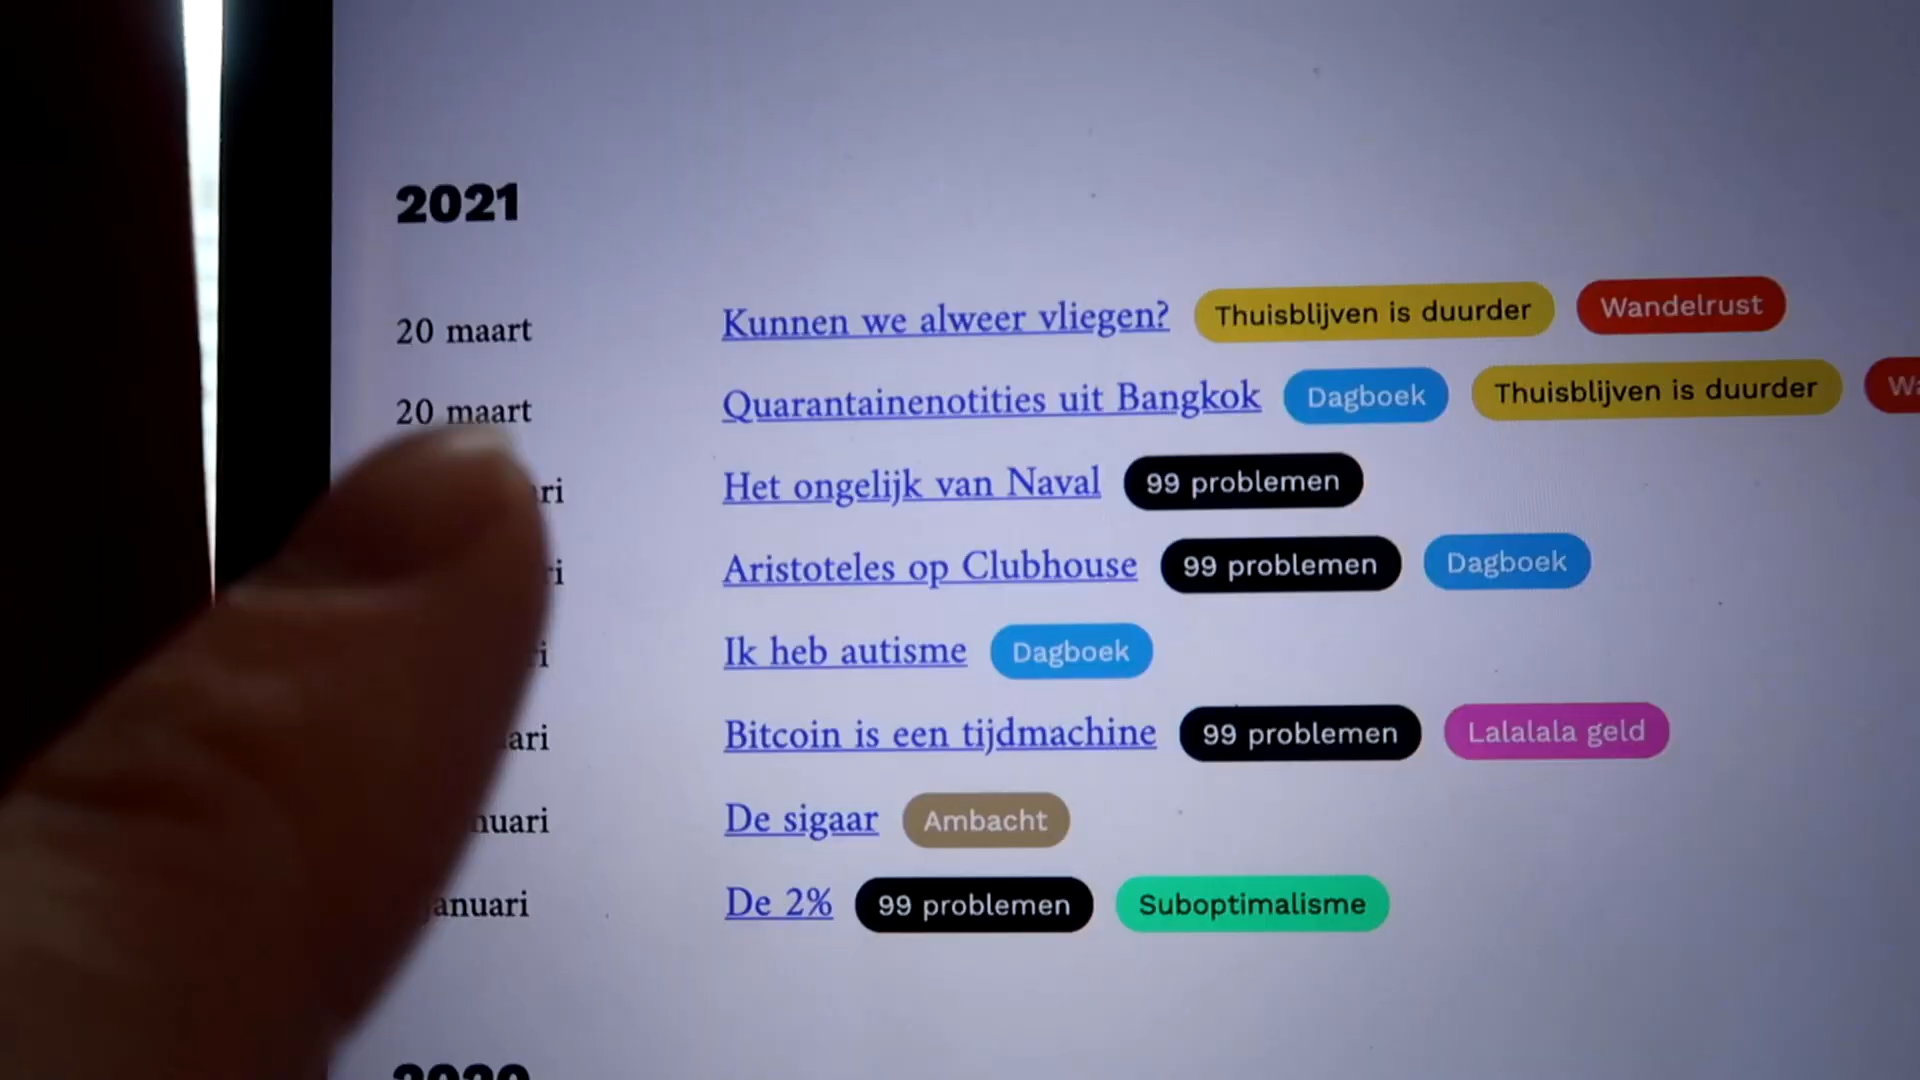 2021
20 maart Kunnen we alweer vliegen? Thuisblijven is duurder Wandelrust
20 maart Quarantainenotities uit Bangkok Dagboek Thuisblijven is duurder
Het ongelijk van Naval 99 problemen
Aristoteles op Clubhouse 99 problemen Dagboek
Ik heb autisme Dagboek
Bitcoin is een tijdmachine 99 problemen Lalalala geld
De sigaar Ambacht
De 2% 99 problemen Suboptimalisme
2020